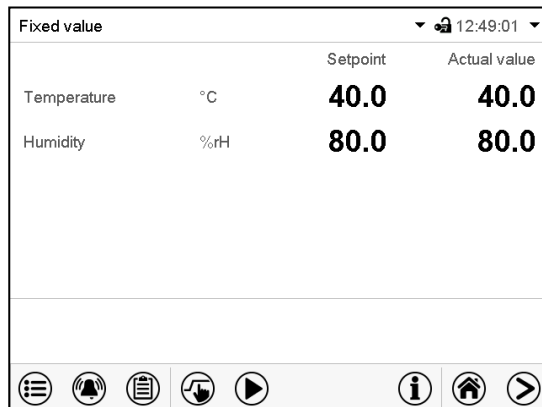 Fixed value 12:49:01
Setpoint Actual value
Temperature °C 40.0 40.0
Humidity %rH 80.0 80.0